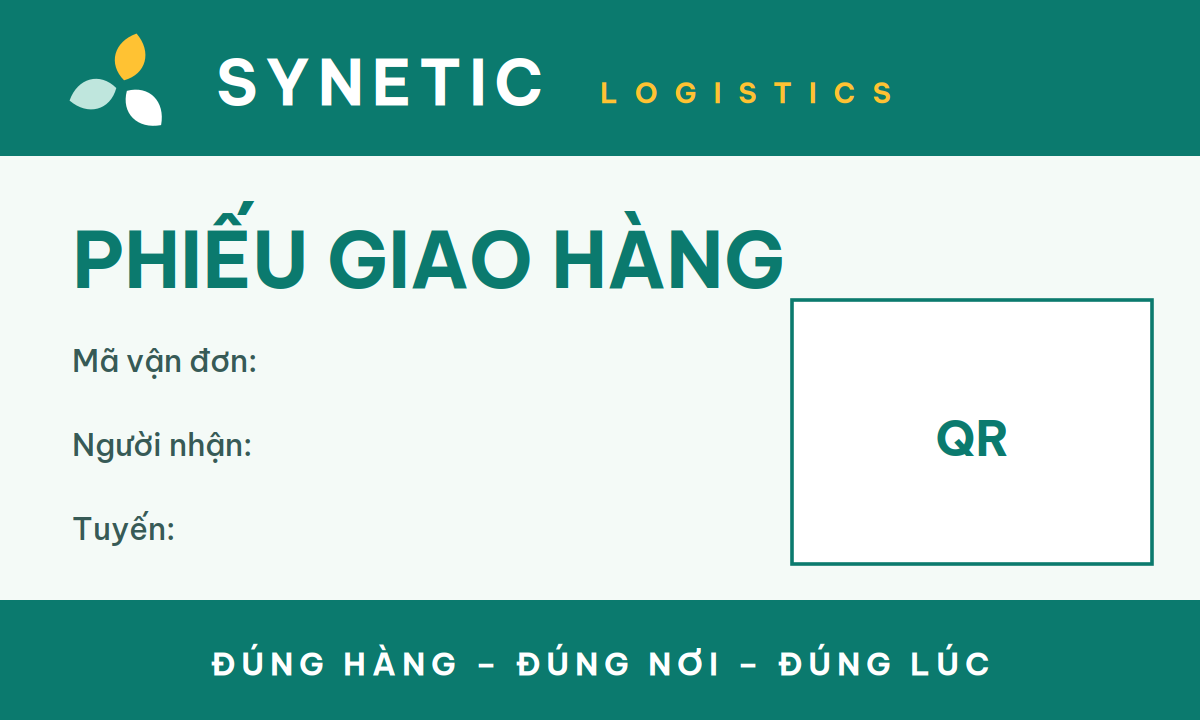 SYNETIC LOGISTICS
PHIẾU GIAO HÀNG
Mã vận đơn:
Người nhận:
Tuyến:
QR
ĐÚNG HÀNG – ĐÚNG NƠI – ĐÚNG LÚC